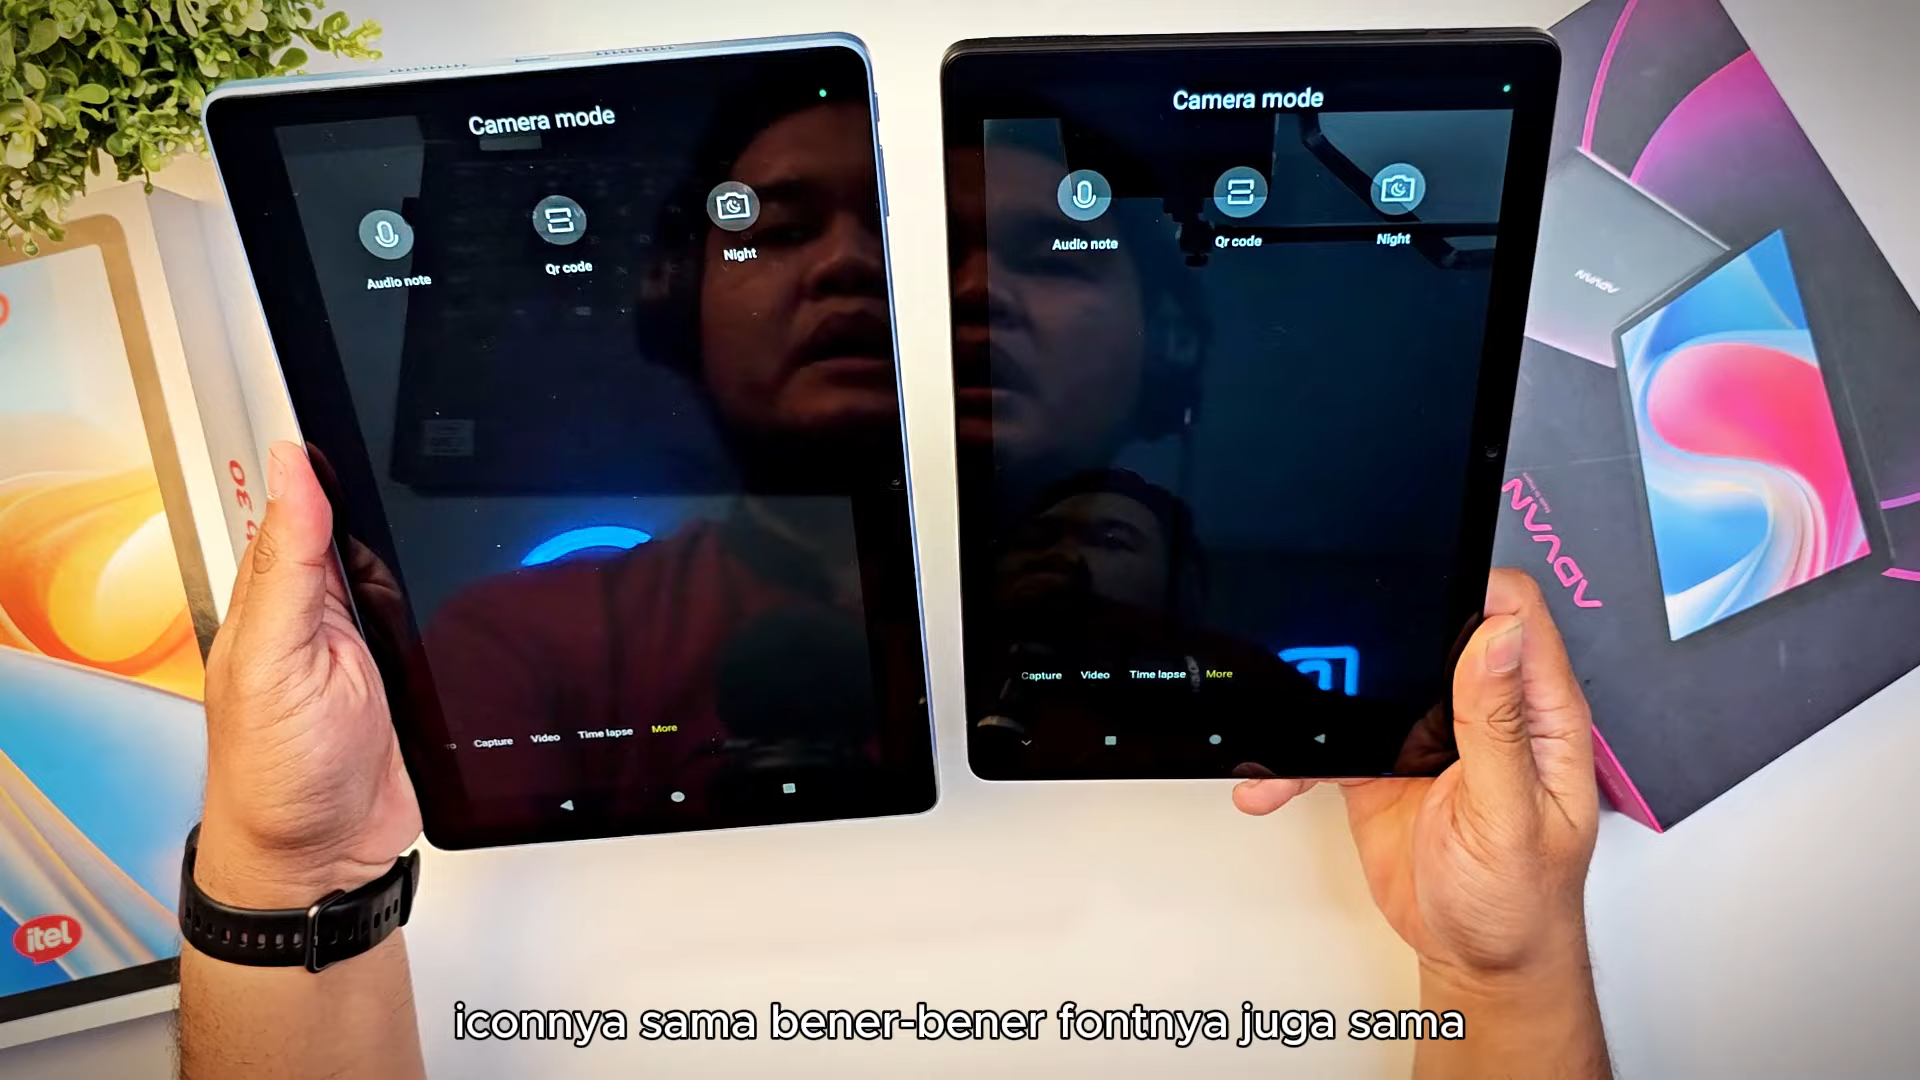 Camera mode
Audio note
Qr code
Night
Capture
Video
Time lapse
More
Camera mode
Audio note
Qr code
Night
Capture
Video
Time lapse
More
itel
ADVAN
ADVAN
iconnya sama bener-bener fontnya juga sama